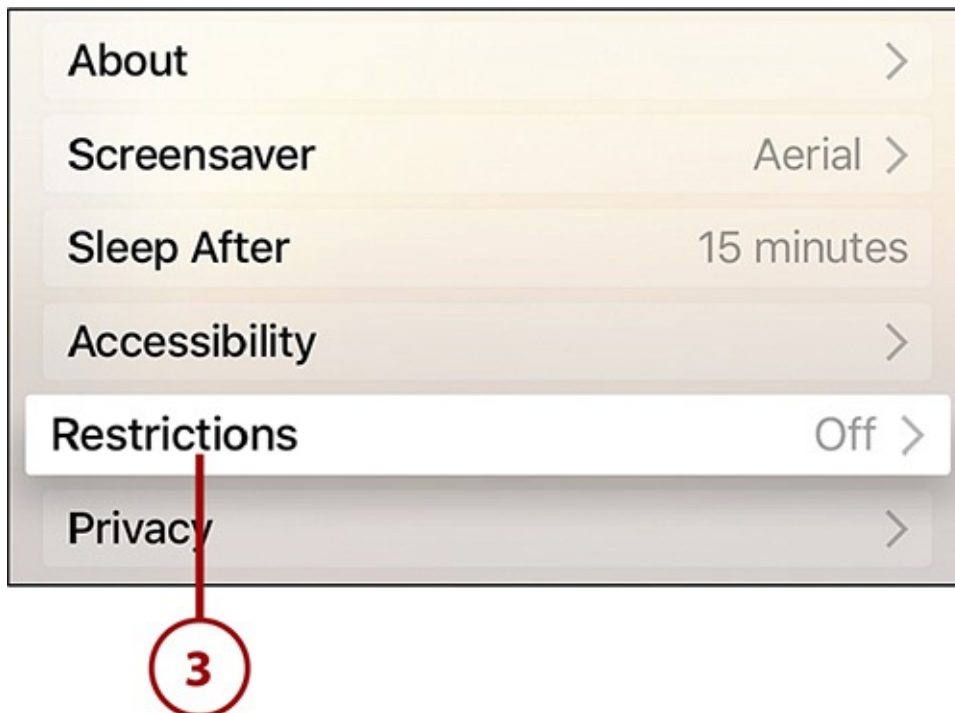 About
Screensaver Aerial
Sleep After 15 minutes
Accessibility
Restrictions Off
Privacy
3